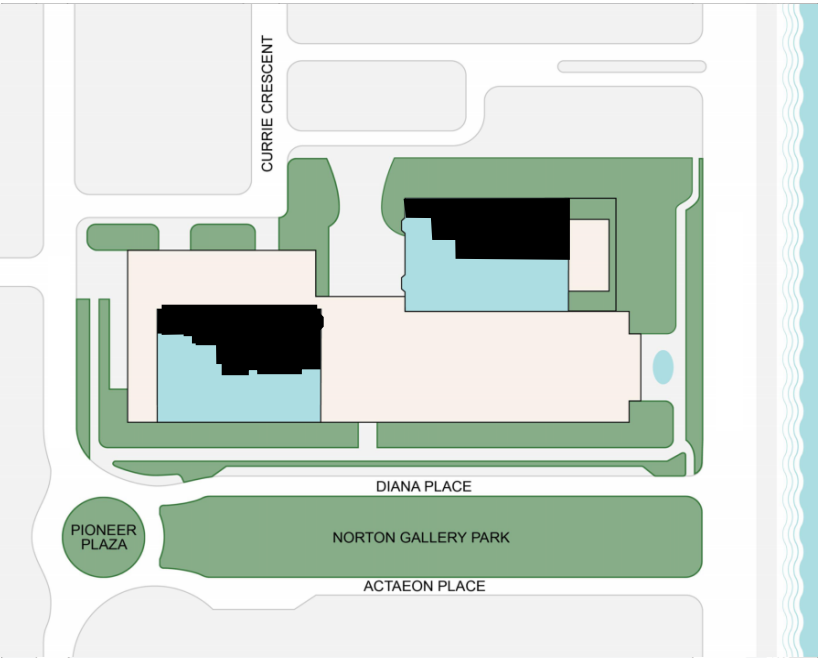 CURRIE CRESCENT
DIANA PLACE
PIONEER
PLAZA
NORTON GALLERY PARK
ACTAEON PLACE